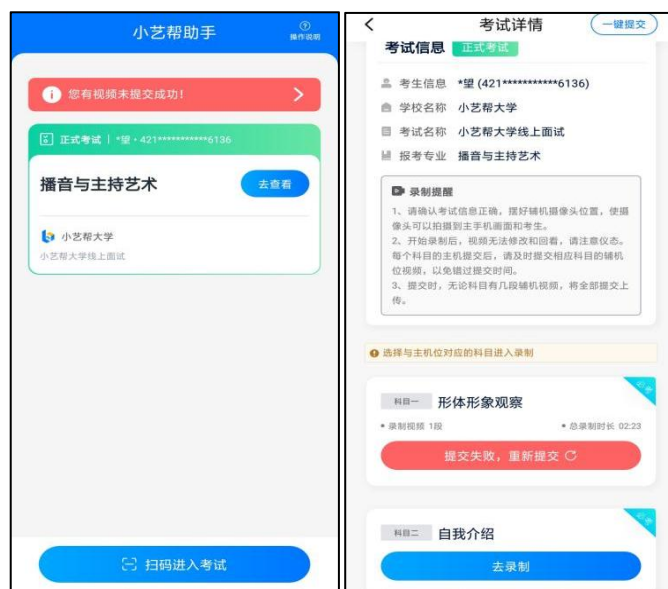 小艺帮助手
操作说明
您有视频未提交成功!
正式考试 | *望·421************6136
播音与主持艺术
去查看
小艺帮大学
小艺帮大学线上面试
扫码进入考试
考试详情
一键提交
考试信息 正式考试
考生信息 *望 (421************6136)
学校名称 小艺帮大学
考试名称 小艺帮大学线上面试
报考专业 播音与主持艺术
录制提醒
1、请确认考试信息正确，摆好辅机摄像头位置，使摄
像头可以拍摄到主手机画面和考生。
2、开始录制后，视频无法修改和回看，请注意仪态。
每个科目的主机提交后，请及时提交相应科目的辅机
位视频，以免错过提交时间。
3、提交时，无论科目有几段辅机视频，将全部提交上
传。
选择与主机位对应的科目进入录制
必考
科目一 形体形象观察
• 录制视频 1段
• 总录制时长 02:23
提交失败，重新提交
必考
科目二 自我介绍
去录制